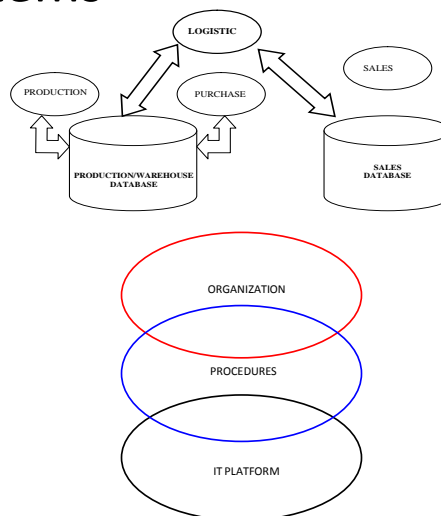 LOGISTIC
SALES
PRODUCTION
PURCHASE
PRODUCTION/WAREHOUSE
DATABASE
SALES
DATABASE
ORGANIZATION
PROCEDURES
IT PLATFORM